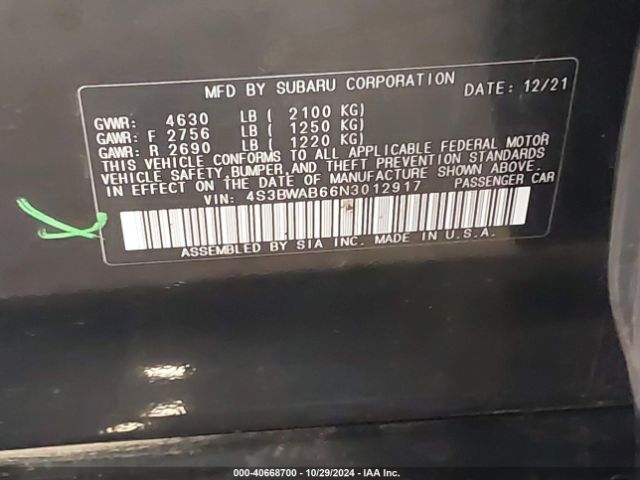 MFD BY SUBARU CORPORATION DATE: 12/21
GVWR: 4630 LB ( 2100 KG)
GAWR: F 2756 LB ( 1250 KG)
GAWR: R 2690 LB ( 1220 KG)
THIS VEHICLE CONFORMS TO ALL APPLICABLE FEDERAL MOTOR
VEHICLE SAFETY,BUMPER,AND THEFT PREVENTION STANDARDS
IN EFFECT ON THE DATE OF MANUFACTURE SHOWN ABOVE.
VIN: 4S3BWAB66N3012917 PASSENGER CAR
ASSEMBLED BY SIA INC. MADE IN U.S.A.
000-40668700 • 10/29/2024 • IAA Inc.